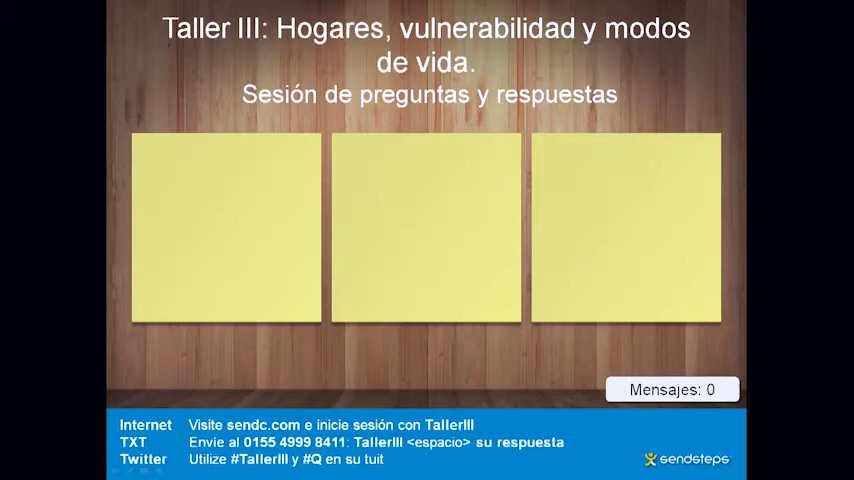 Taller III: Hogares, vulnerabilidad y modos
de vida.
Sesión de preguntas y respuestas
Mensajes: 0
Internet Visite sendc.com e inicie sesión con TallerIII
TXT Envíe al 0155 4999 8411: TallerIII <espacio> su respuesta
Twitter Utilize #TallerIII y #Q en su tuit
sendsteps